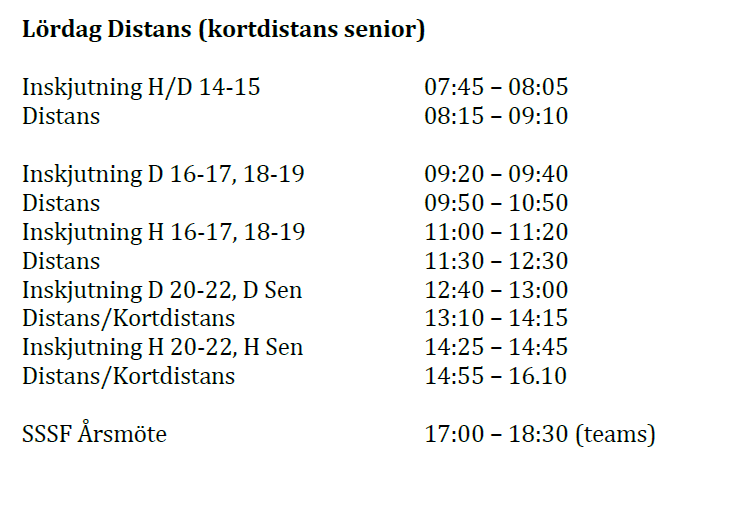 Lördag Distans (kortdistans senior)
Inskjutning H/D 14-15 07:45 – 08:05
Distans 08:15 – 09:10
Inskjutning D 16-17, 18-19 09:20 – 09:40
Distans 09:50 – 10:50
Inskjutning H 16-17, 18-19 11:00 – 11:20
Distans 11:30 – 12:30
Inskjutning D 20-22, D Sen 12:40 – 13:00
Distans/Kortdistans 13:10 – 14:15
Inskjutning H 20-22, H Sen 14:25 – 14:45
Distans/Kortdistans 14:55 – 16.10
SSSF Årsmöte 17:00 – 18:30 (teams)